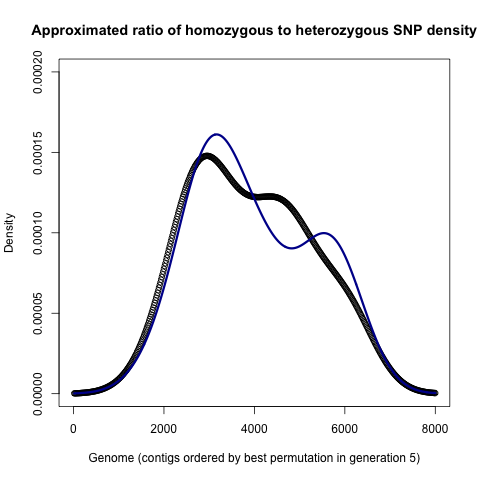 Approximated ratio of homozygous to heterozygous SNP density
0.00020
0.00015
0.00010
0.00005
0.00000
Density
0 2000 4000 6000 8000
Genome (contigs ordered by best permutation in generation 5)